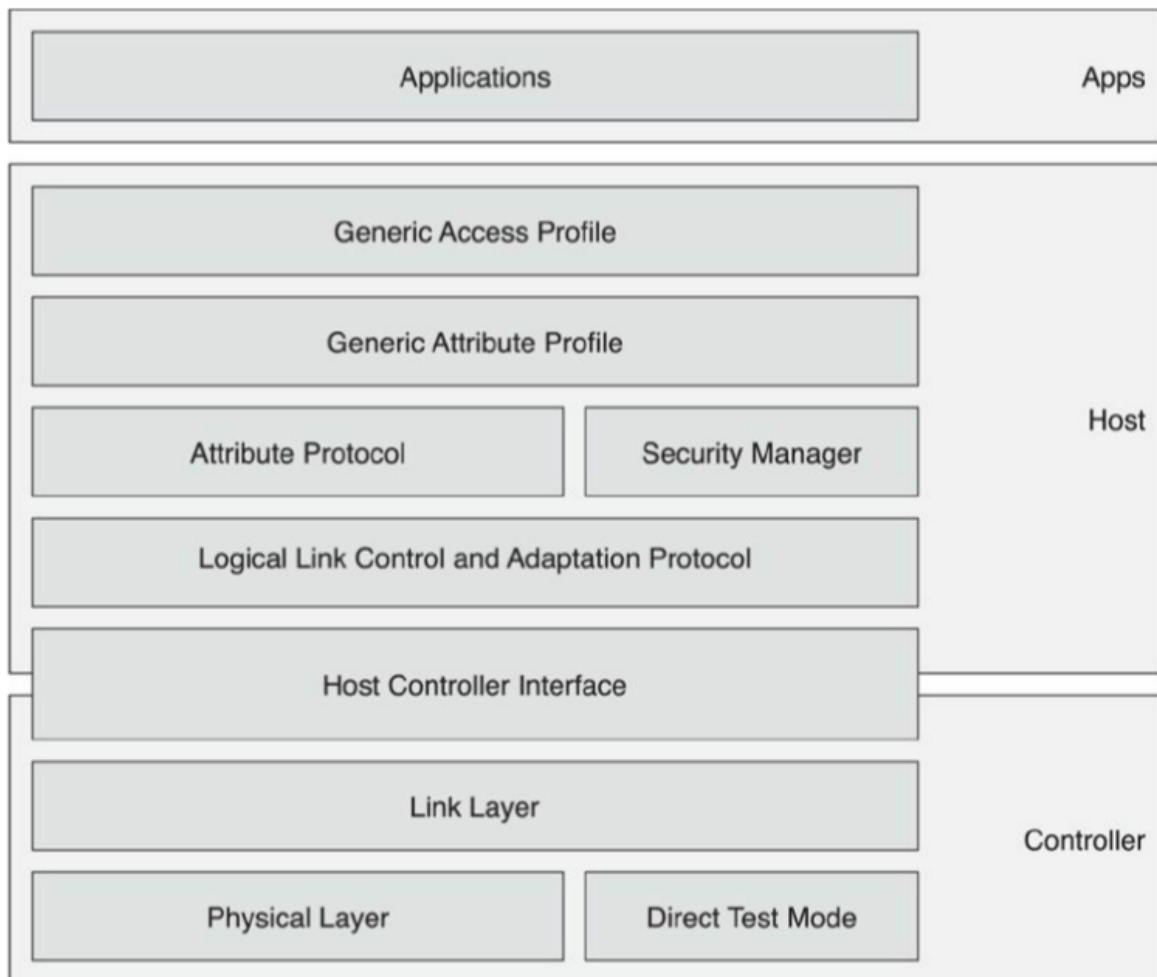 Applications
Apps
Generic Access Profile
Generic Attribute Profile
Host
Attribute Protocol
Security Manager
Logical Link Control and Adaptation Protocol
Host Controller Interface
Link Layer
Controller
Physical Layer
Direct Test Mode